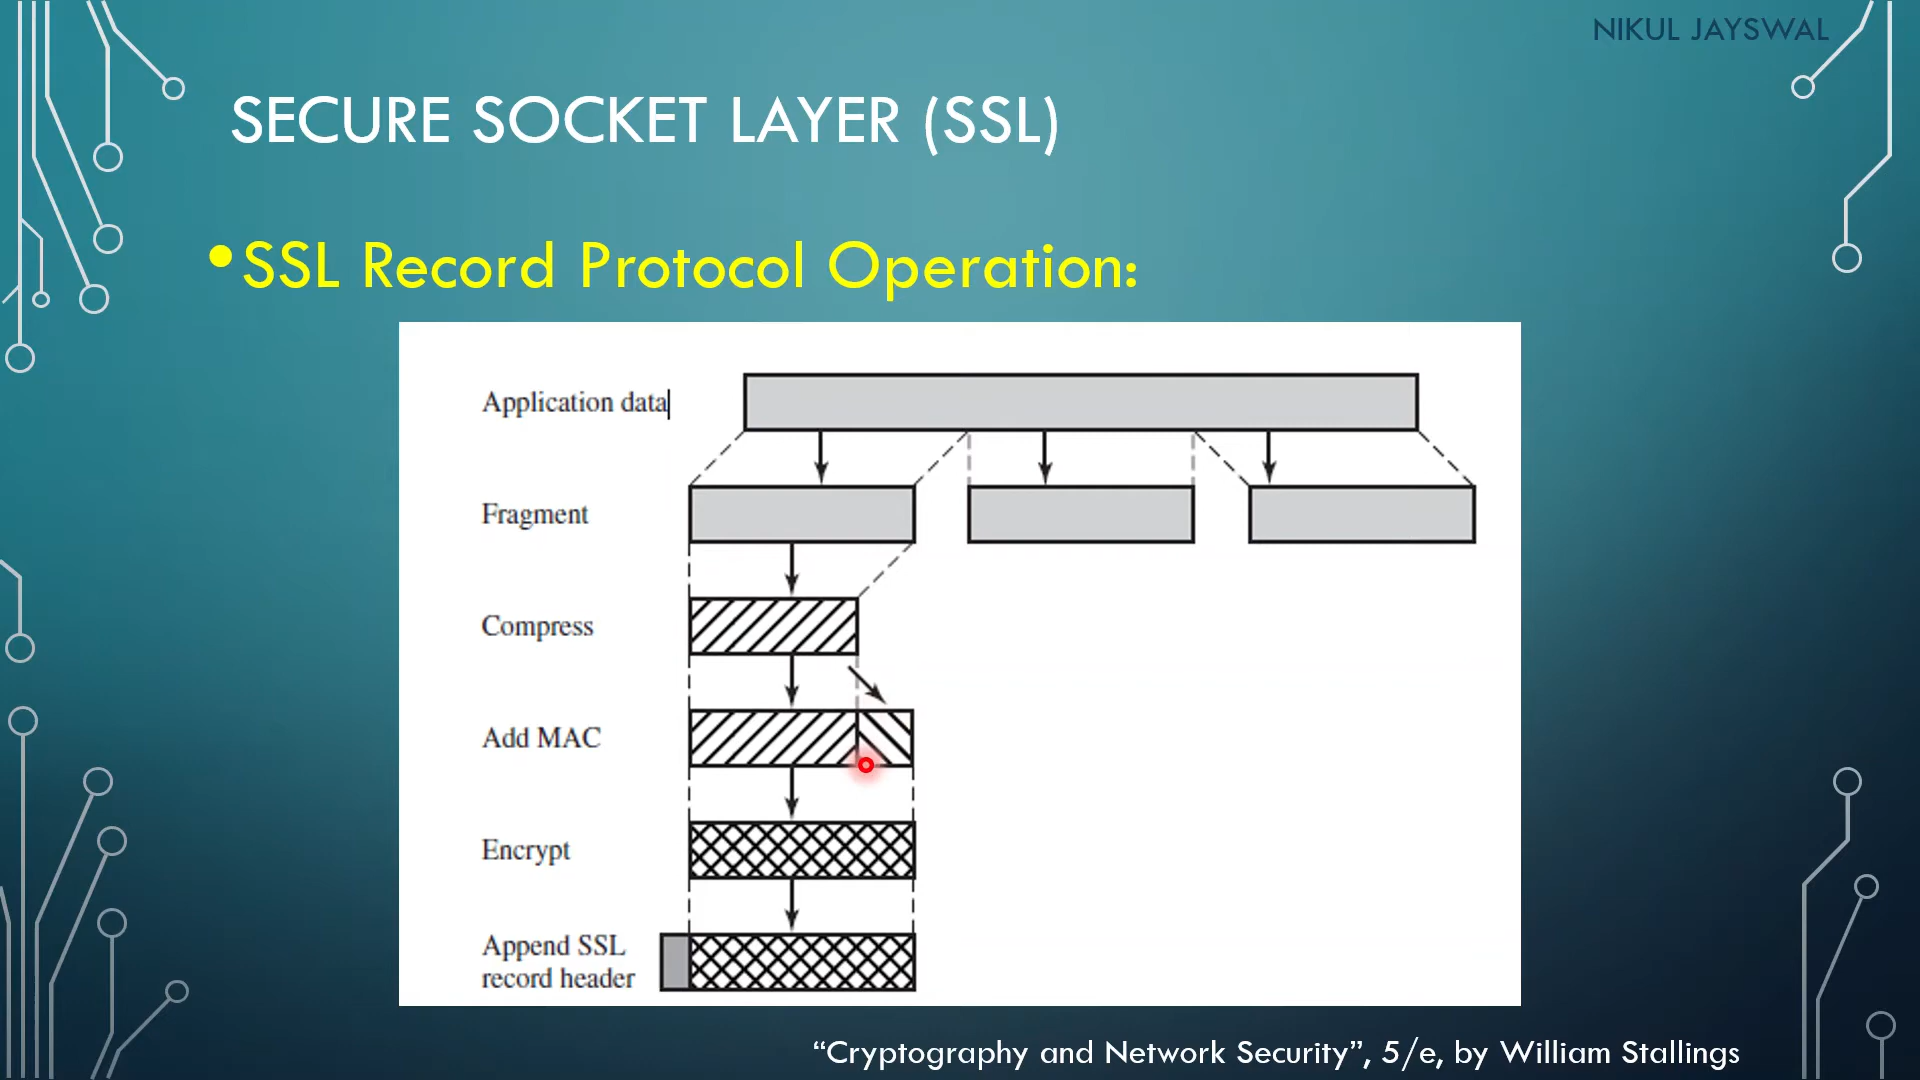 NIKUL JAYSWAL
SECURE SOCKET LAYER (SSL)
•SSL Record Protocol Operation:
Application data
Fragment
Compress
Add MAC
Encrypt
Append SSL
record header
“Cryptography and Network Security”, 5/e, by William Stallings